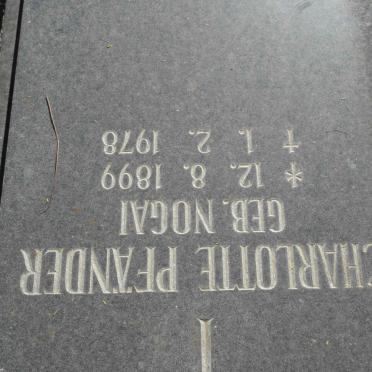 CHARLOTTE PFÄNDER
GEB. NOGAI
* 12. 8. 1899
† 1. 2. 1978